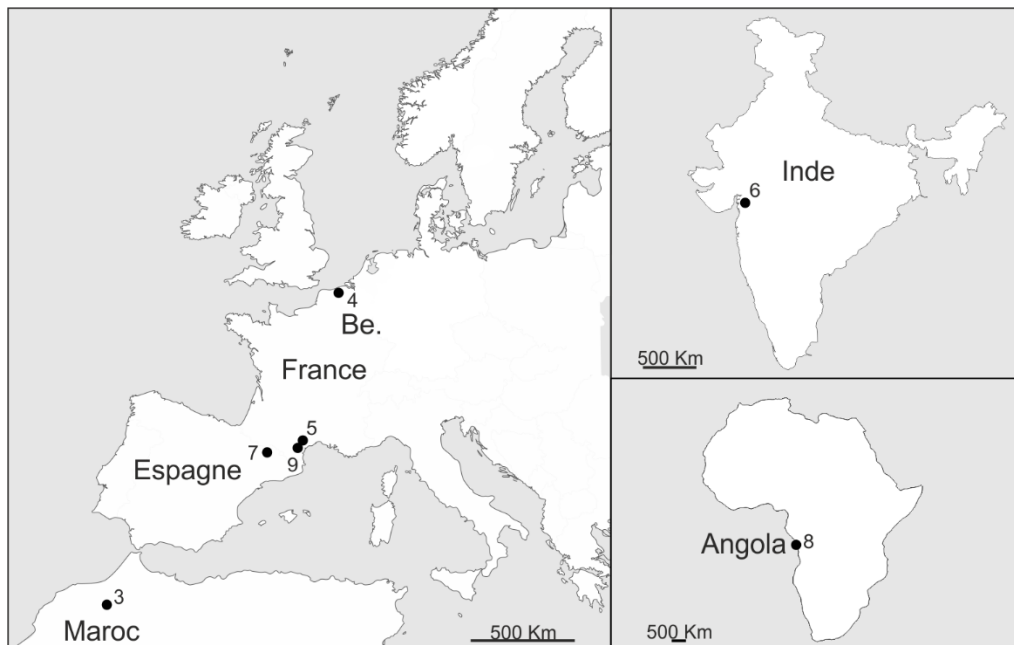 4
Be.
France
5
7
9
Espagne
3
Maroc
500 Km
6
Inde
500 Km
Angola 8
500 Km